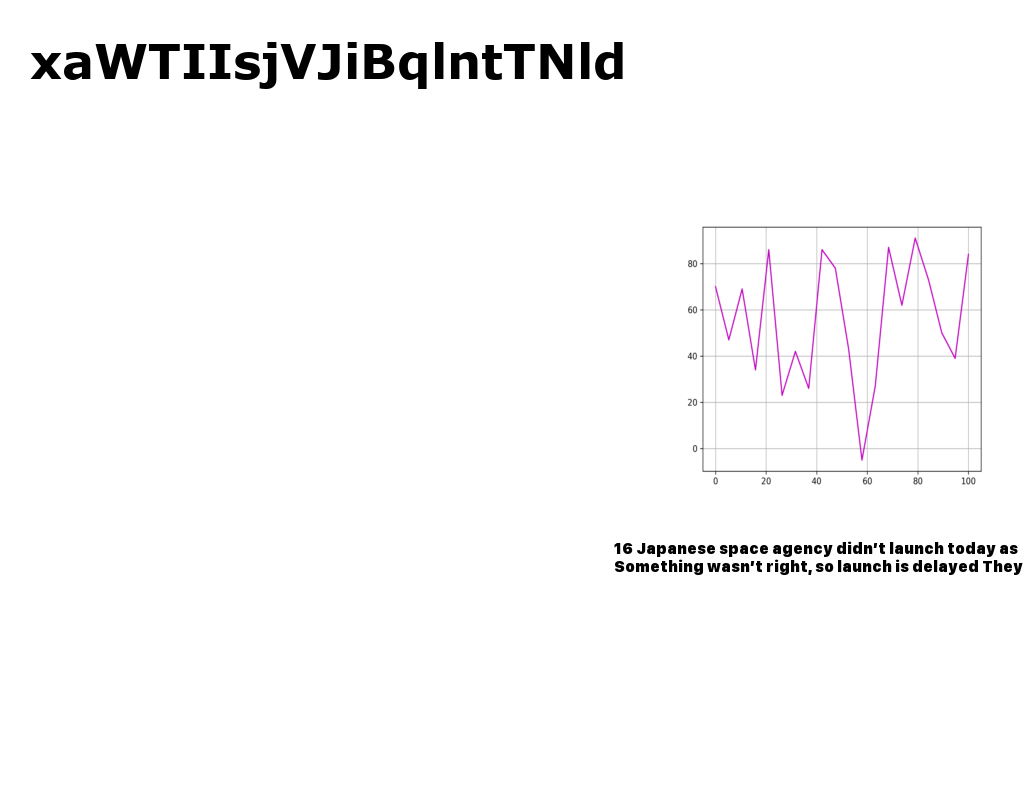 xaWTIIsjVJiBqlntTNld
80
60
40
20
0
0 20 40 60 80 100
16 Japanese space agency didn’t launch today as
Something wasn’t right, so launch is delayed They